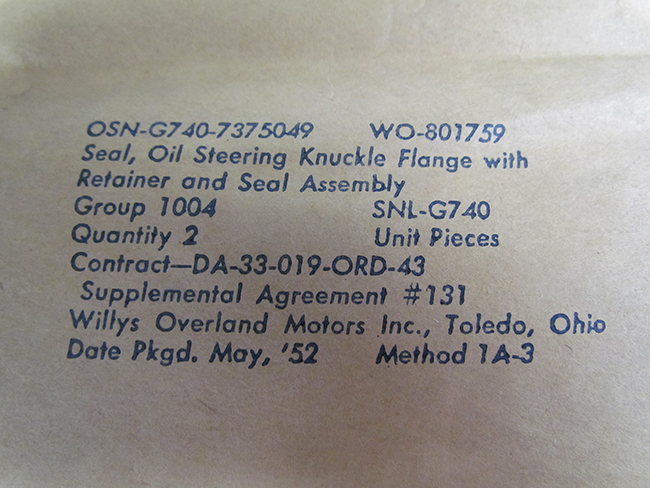 OSN-G740-7375049 WO-801759
Seal, Oil Steering Knuckle Flange with
Retainer and Seal Assembly
Group 1004 SNL-G740
Quantity 2 Unit Pieces
Contract—DA-33-019-ORD-43
Supplemental Agreement #131
Willys Overland Motors Inc., Toledo, Ohio
Date Pkgd. May, '52 Method 1A-3